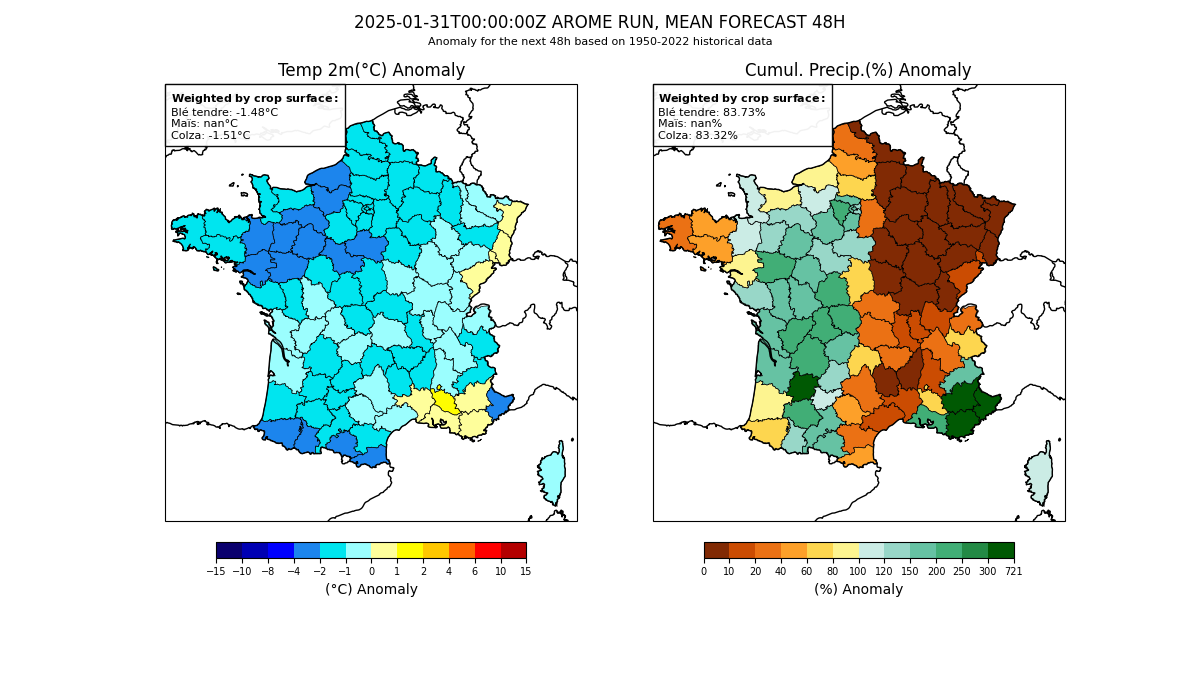 2025-01-31T00:00:00Z AROME RUN, MEAN FORECAST 48H
Anomaly for the next 48h based on 1950-2022 historical data
Temp 2m(°C) Anomaly
Weighted by crop surface:
Blé tendre: -1.48°C
Maïs: nan°C
Colza: -1.51°C
−15 −10 −8 −4 −2 −1 0 1 2 4 6 10 15
(°C) Anomaly
Cumul. Precip.(%) Anomaly
Weighted by crop surface:
Blé tendre: 83.73%
Maïs: nan%
Colza: 83.32%
0 10 20 40 60 80 100 120 150 200 250 300 721
(%) Anomaly